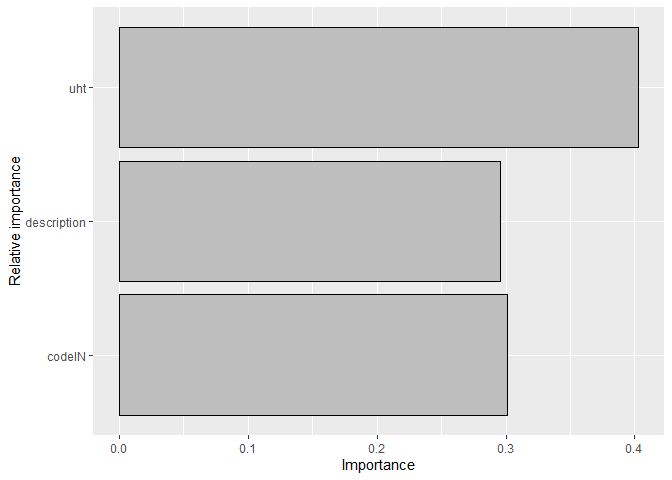 Relative importance
uht
description
codeIN
0.0 0.1 0.2 0.3 0.4
Importance